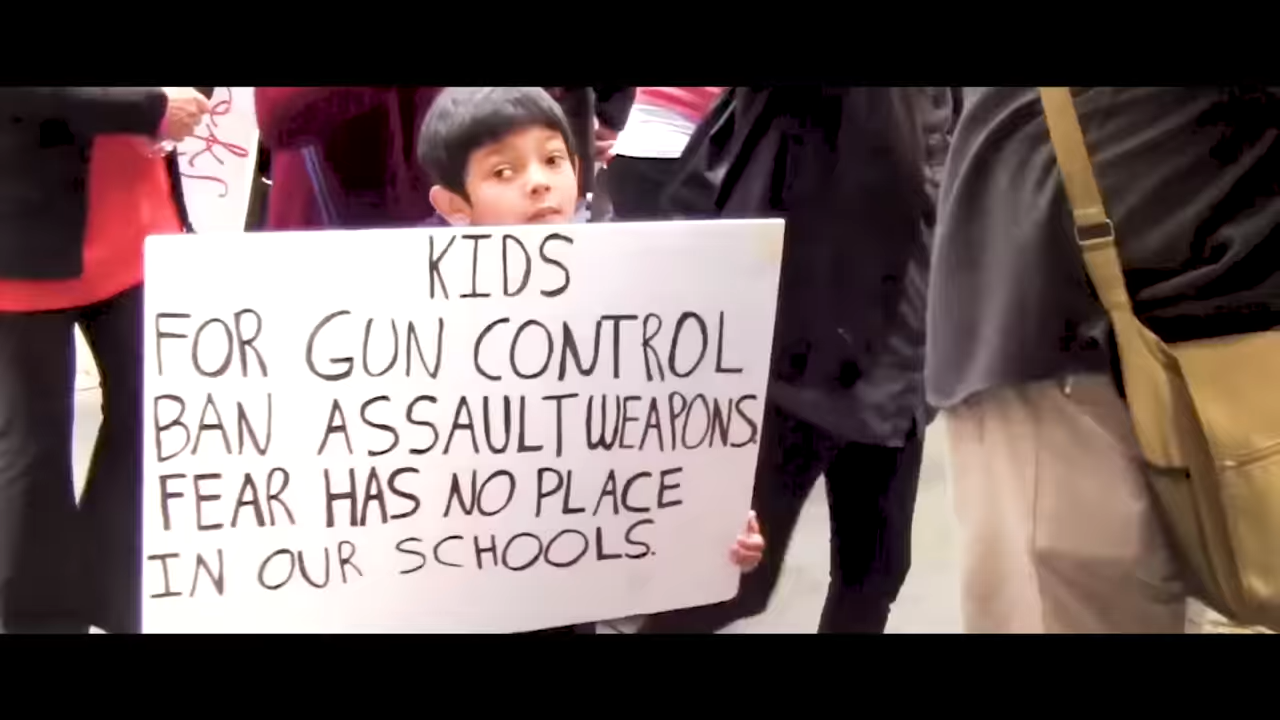 KIDS
FOR GUN CONTROL
BAN ASSAULT WEAPONS.
FEAR HAS NO PLACE
IN OUR SCHOOLS.